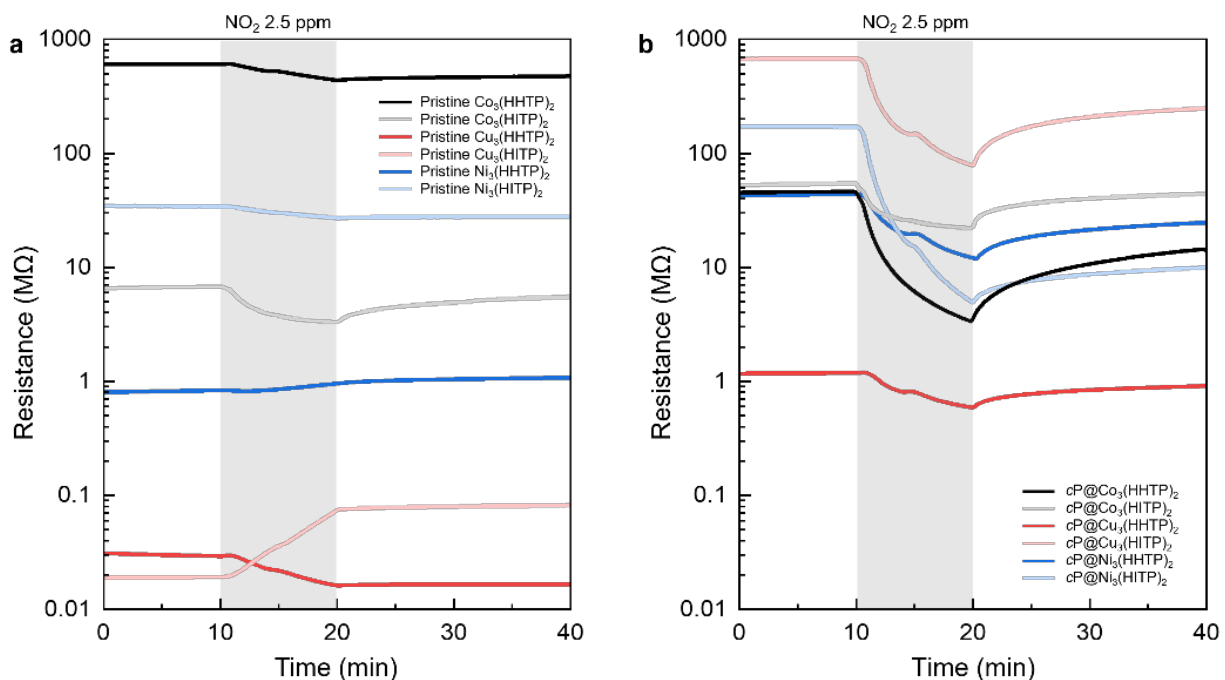 NO₂ 2.5 ppm
a
1000
100
10
1
0.1
0.01
Resistance (MΩ)
Pristine Co₃(HHTP)₂
Pristine Co₃(HITP)₂
Pristine Cu₃(HHTP)₂
Pristine Cu₃(HITP)₂
Pristine Ni₃(HHTP)₂
Pristine Ni₃(HITP)₂
0 10 20 30 40
Time (min)
NO₂ 2.5 ppm
b
1000
100
10
1
0.1
0.01
Resistance (MΩ)
cP@Co₃(HHTP)₂
cP@Co₃(HITP)₂
cP@Cu₃(HHTP)₂
cP@Cu₃(HITP)₂
cP@Ni₃(HHTP)₂
cP@Ni₃(HITP)₂
0 10 20 30 40
Time (min)